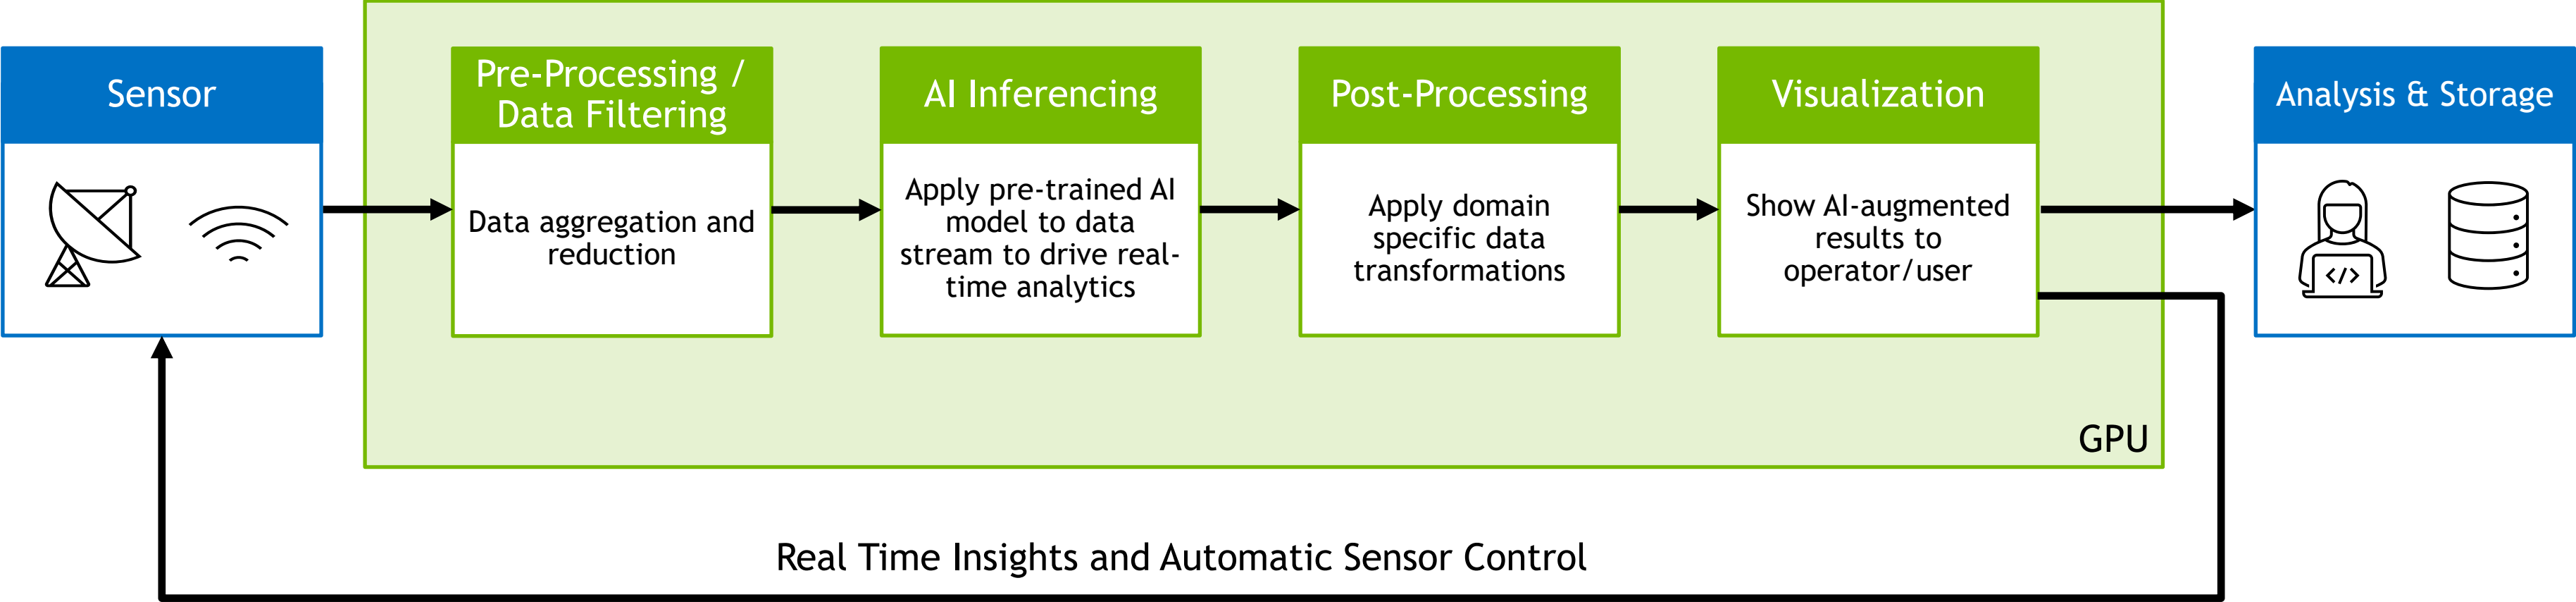 Sensor
Pre-Processing /
Data Filtering
Data aggregation and
reduction
AI Inferencing
Apply pre-trained AI
model to data
stream to drive real-
time analytics
Post-Processing
Apply domain
specific data
transformations
Visualization
Show AI-augmented
results to
operator/user
Analysis & Storage
</>
GPU
Real Time Insights and Automatic Sensor Control